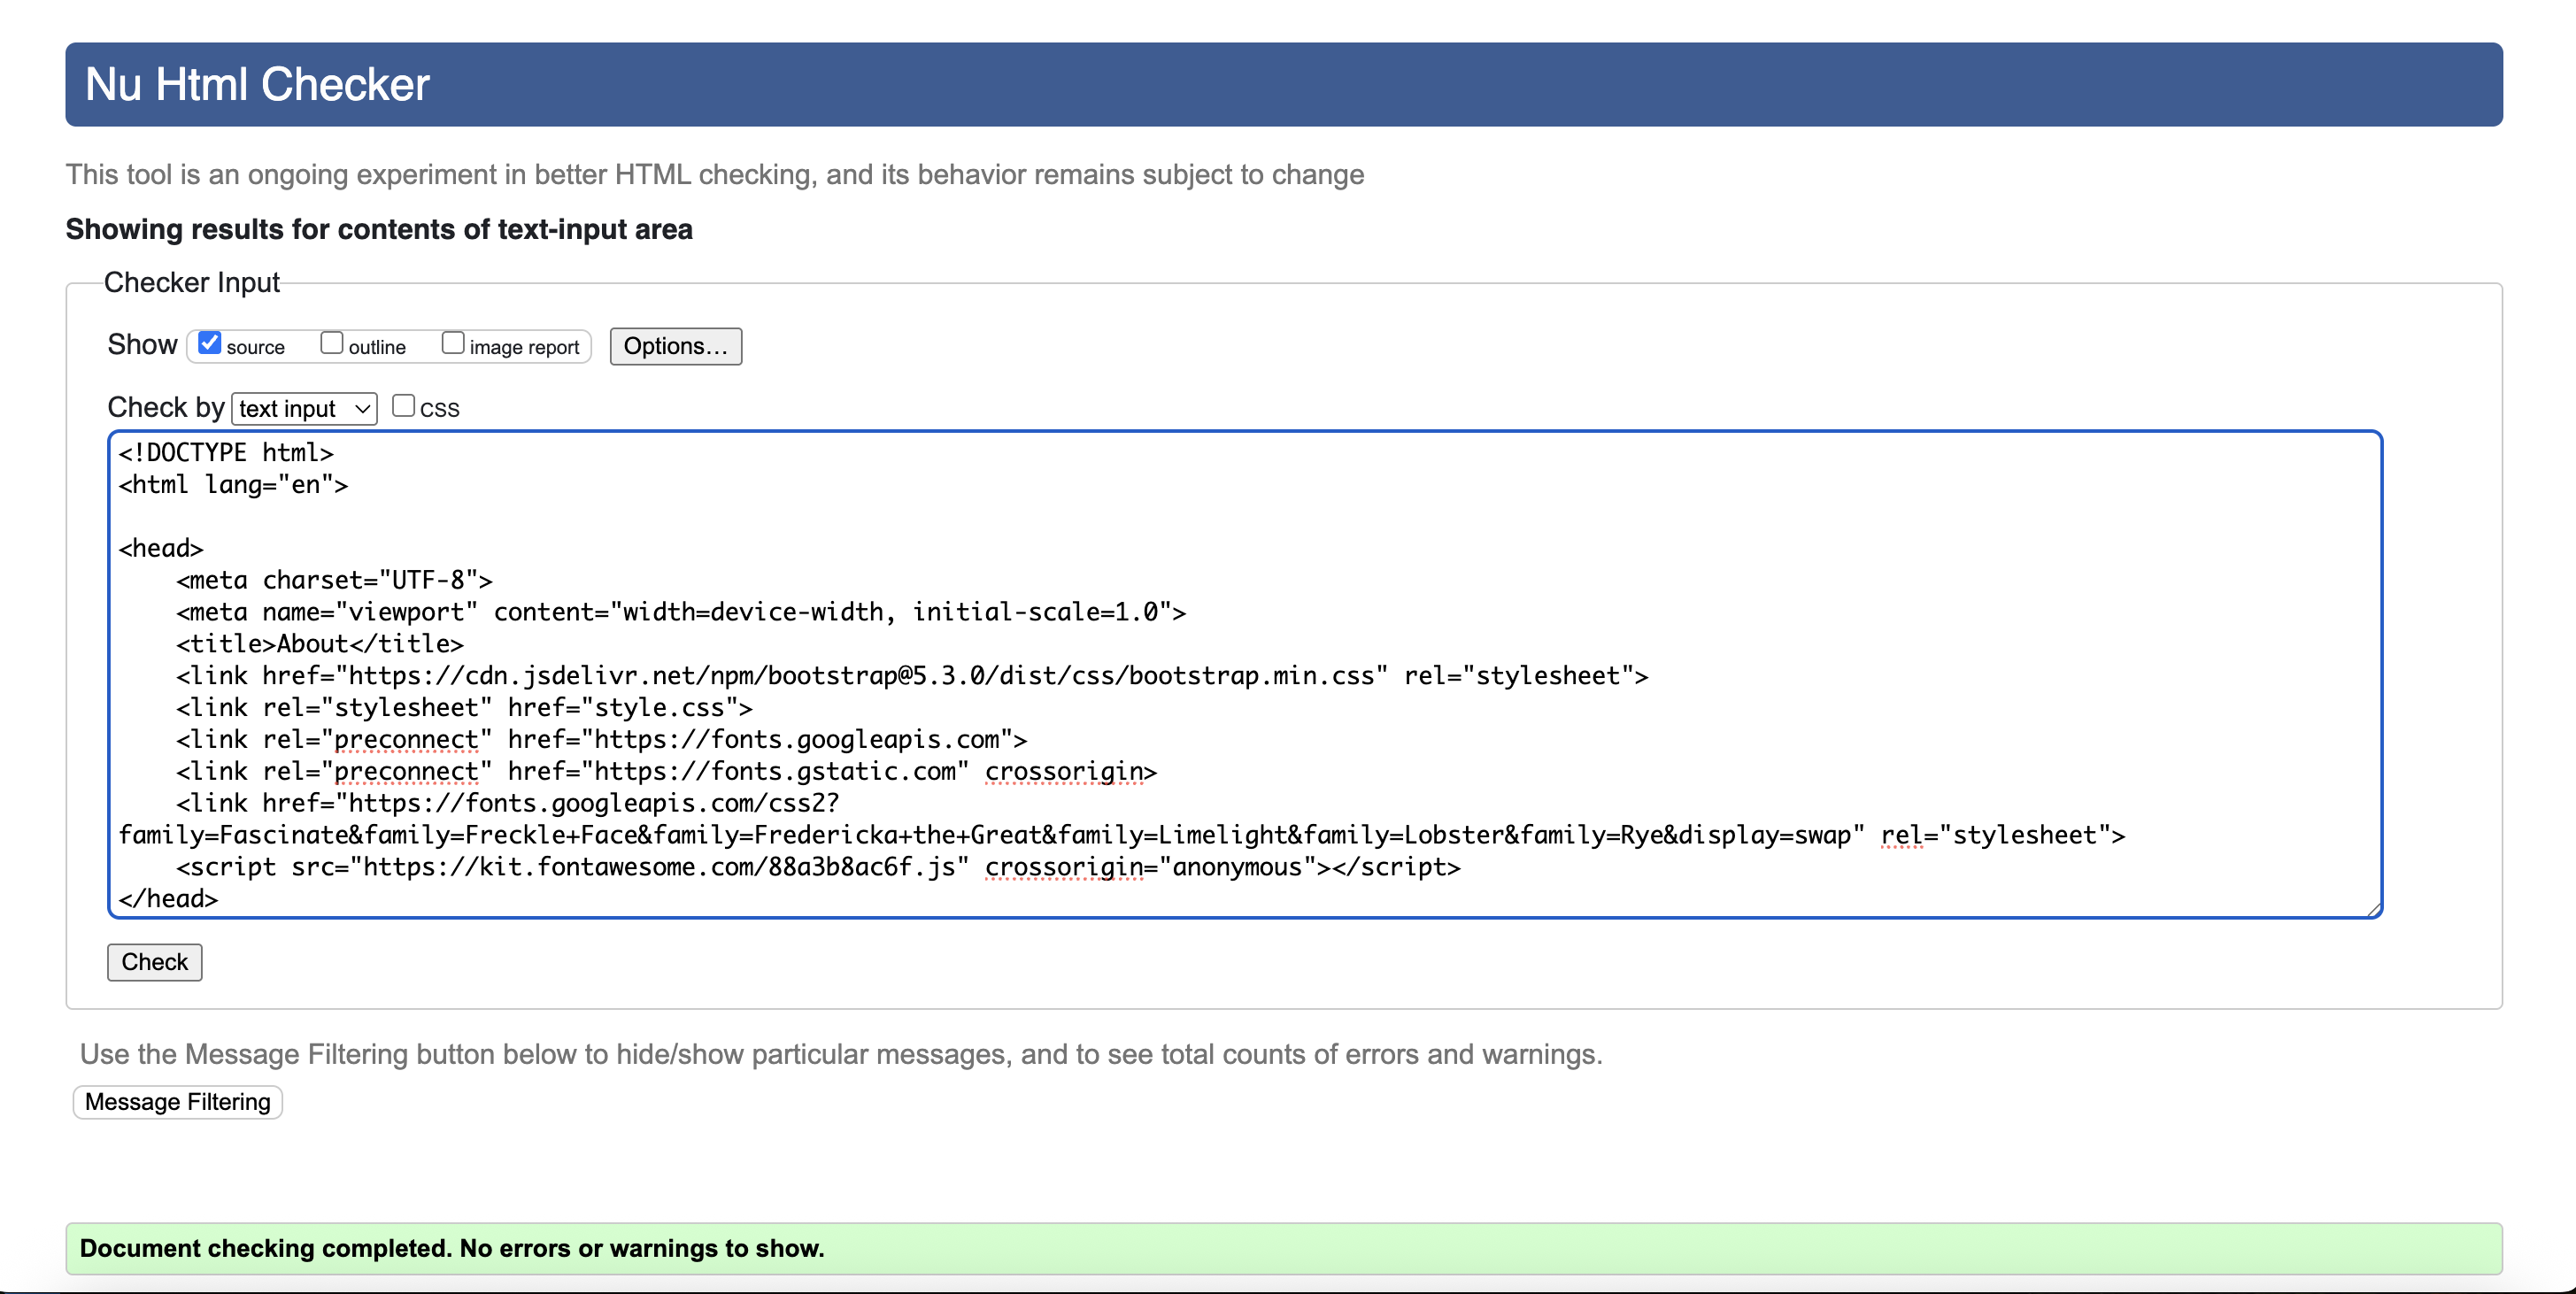 Nu Html Checker
This tool is an ongoing experiment in better HTML checking, and its behavior remains subject to change
Showing results for contents of text-input area
Checker Input
Show source outline image report Options...
Check by text input CSS
<!DOCTYPE html>
<html lang="en">
<head>
    <meta charset="UTF-8">
    <meta name="viewport" content="width=device-width, initial-scale=1.0">
    <title>About</title>
    <link href="https://cdn.jsdelivr.net/npm/bootstrap@5.3.0/dist/css/bootstrap.min.css" rel="stylesheet">
    <link rel="stylesheet" href="style.css">
    <link rel="preconnect" href="https://fonts.googleapis.com">
    <link rel="preconnect" href="https://fonts.gstatic.com" crossorigin>
    <link href="https://fonts.googleapis.com/css2?
family=Fascinate&family=Freckle+Face&family=Fredericka+the+Great&family=Limelight&family=Lobster&family=Rye&display=swap" rel="stylesheet">
    <script src="https://kit.fontawesome.com/88a3b8ac6f.js" crossorigin="anonymous"></script>
</head>
Check
Use the Message Filtering button below to hide/show particular messages, and to see total counts of errors and warnings.
Message Filtering
Document checking completed. No errors or warnings to show.